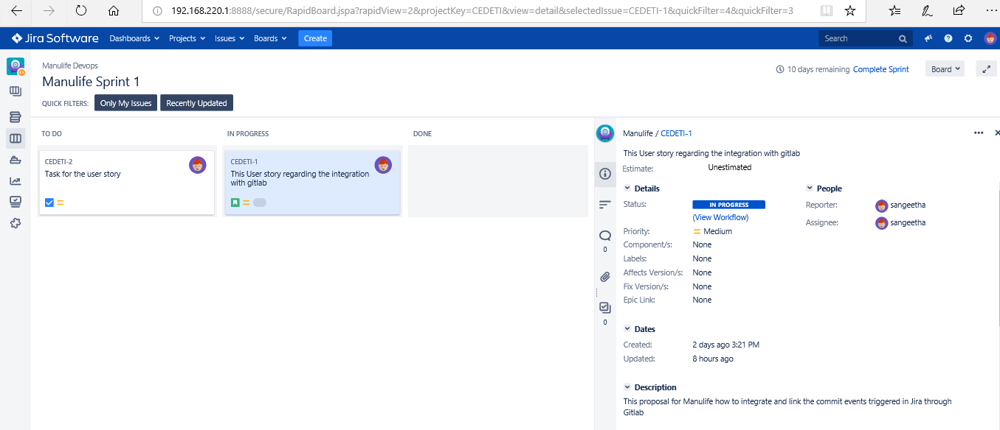 192.168.220.1:8888/secure/RapidBoard.jspa?rapidView=2&projectKey=CEDETI&view=detail&selectedIssue=CEDETI-1&quickFilter=4&quickFilter=3
Jira Software Dashboards Projects Issues Boards Create Search
Manulife Devops
Manulife Sprint 1
10 days remaining Complete Sprint Board
QUICK FILTERS: Only My Issues Recently Updated
TO DO
CEDETI-2
Task for the user story
IN PROGRESS
CEDETI-1
This User story regarding the integration
with gitlab
DONE
Manulife / CEDETI-1
This User story regarding the integration with gitlab
Estimate: Unestimated
Details
Status: IN PROGRESS
(View Workflow)
Priority: Medium
Component/s: None
Labels: None
Affects Version/s: None
Fix Version/s: None
Epic Link: None
People
Reporter: sangeetha
Assignee: sangeetha
0
0
Dates
Created: 2 days ago 3:21 PM
Updated: 8 hours ago
Description
This proposal for Manulife how to integrate and link the commit events triggered in Jira through
Gitlab